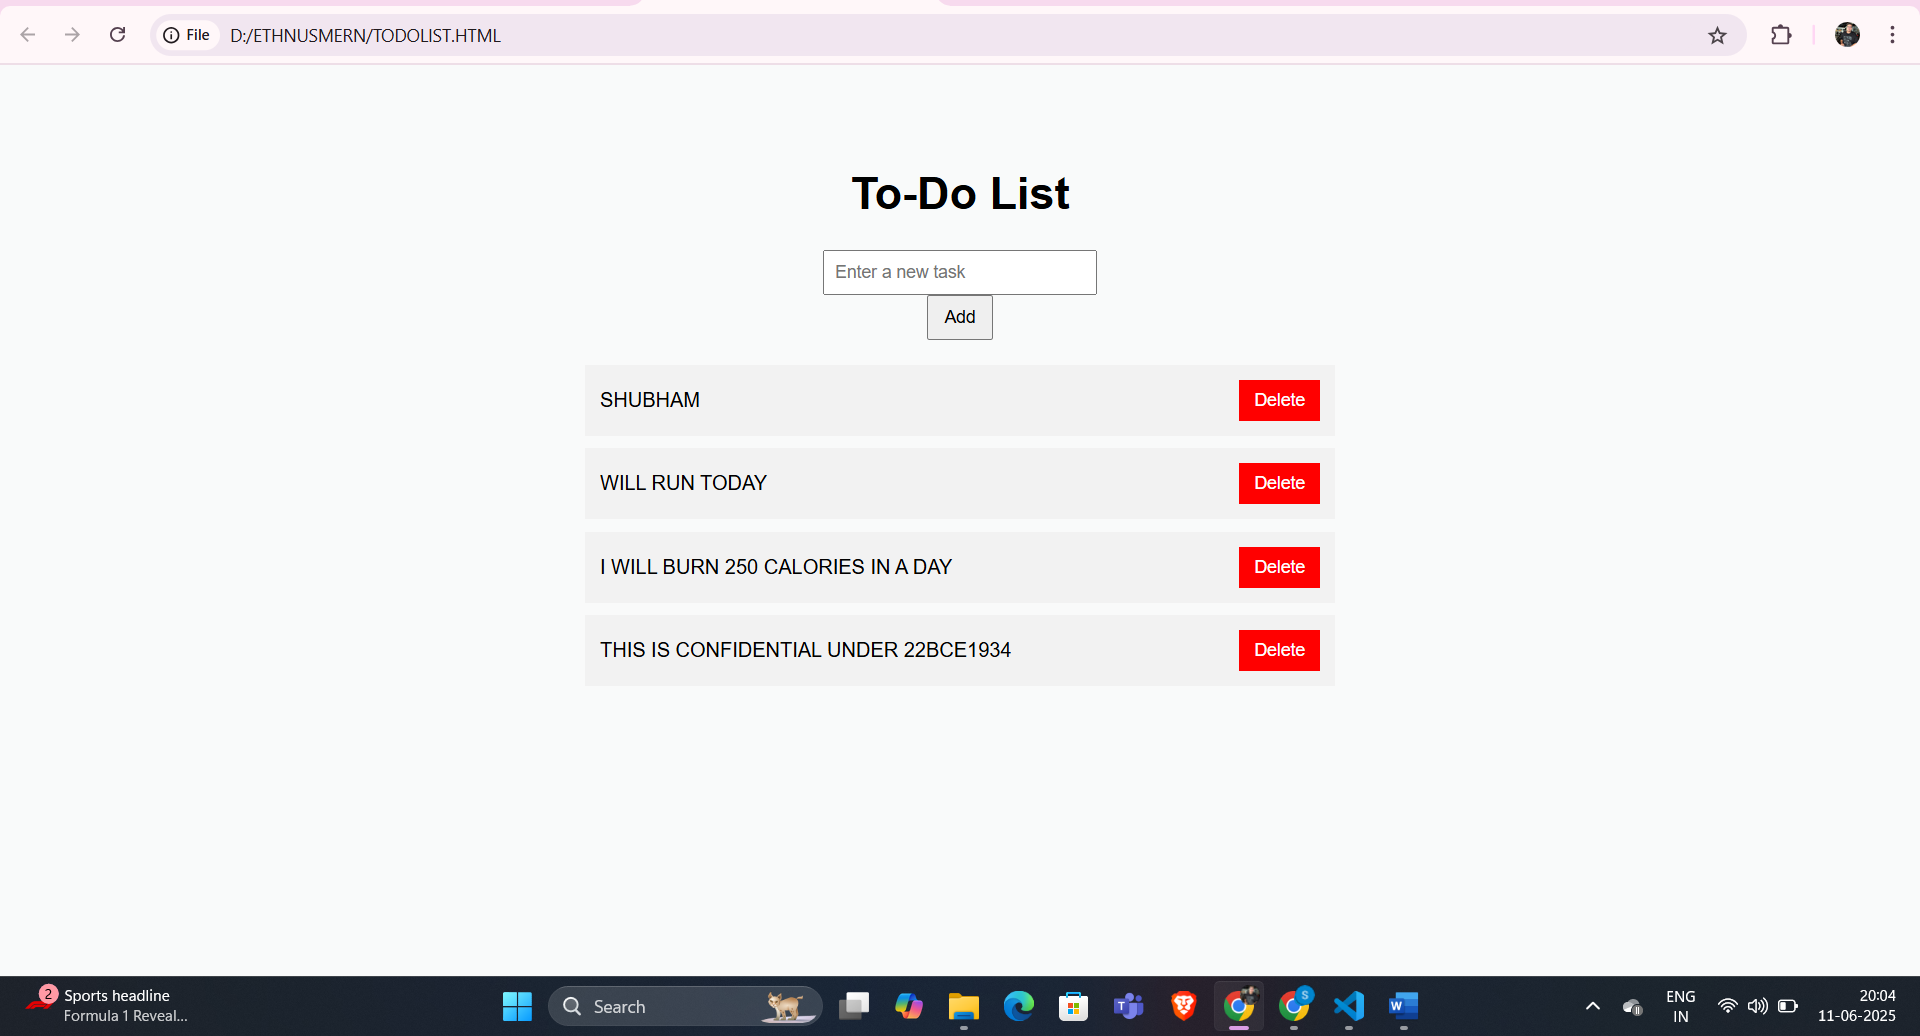 File D:/ETHNUSMERN/TODOLIST.HTML
To-Do List
Enter a new task
Add
SHUBHAM Delete
WILL RUN TODAY Delete
I WILL BURN 250 CALORIES IN A DAY Delete
THIS IS CONFIDENTIAL UNDER 22BCE1934 Delete
2 Sports headline
Formula 1 Reveal...
Search
T
S
W
ENG
IN
20:04
11-06-2025